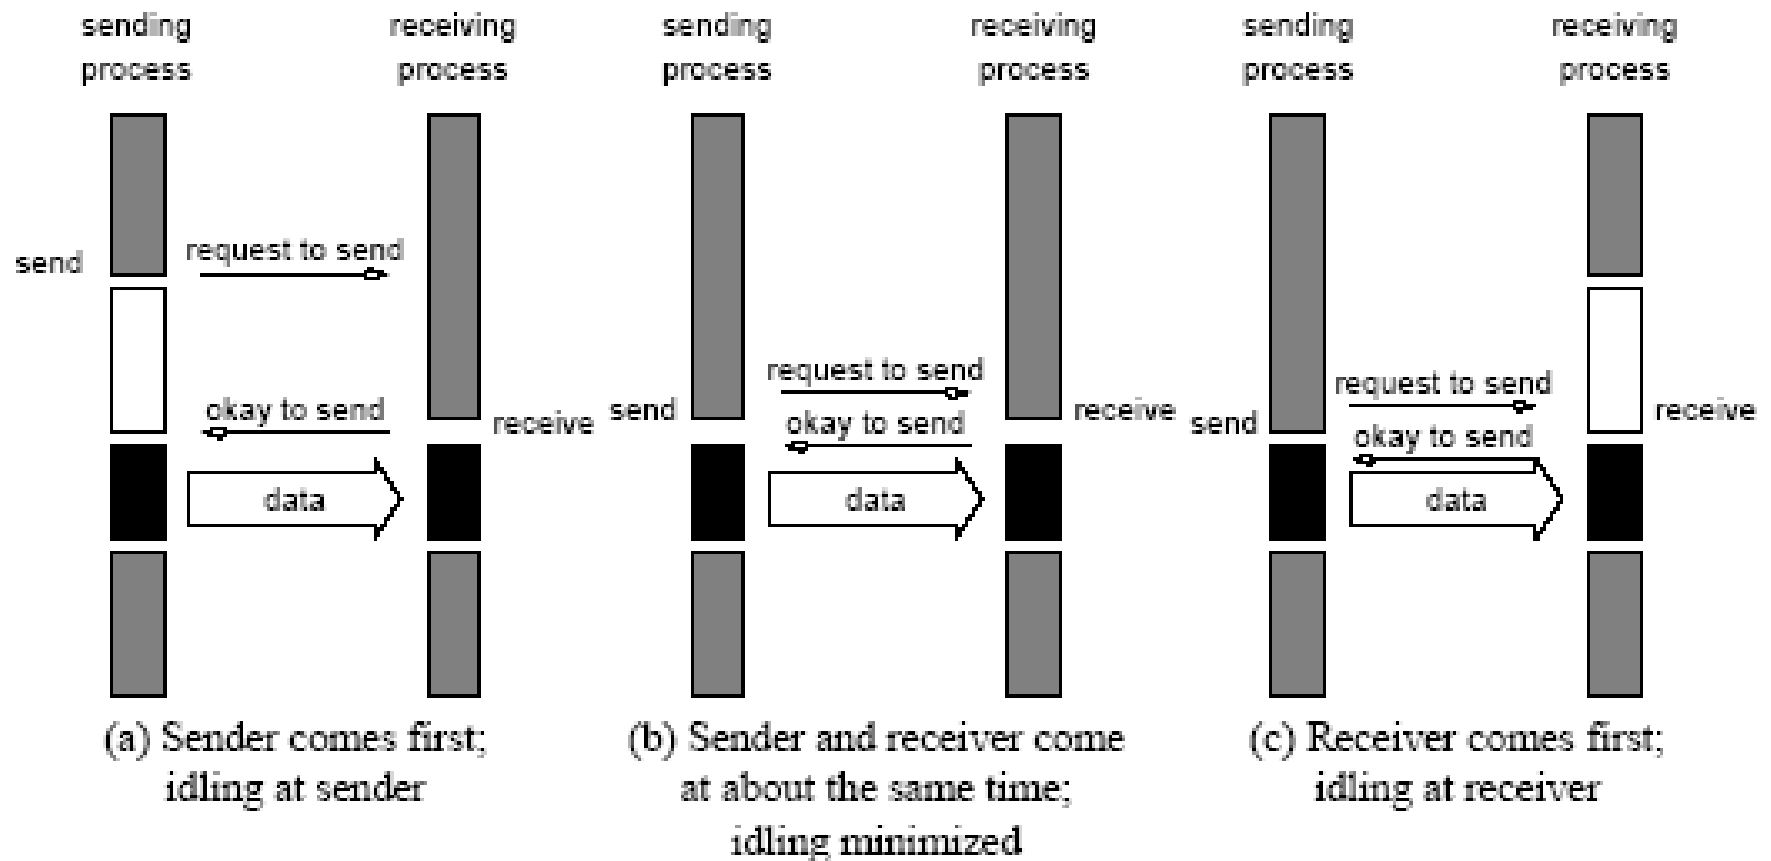 sending
process
receiving
process
sending
process
receiving
process
sending
process
receiving
process
send
request to send
okay to send
receive
data
send
request to send
okay to send
receive
data
send
request to send
okay to send
receive
data
(a) Sender comes first;
idling at sender
(b) Sender and receiver come
at about the same time;
idling minimized
(c) Receiver comes first;
idling at receiver